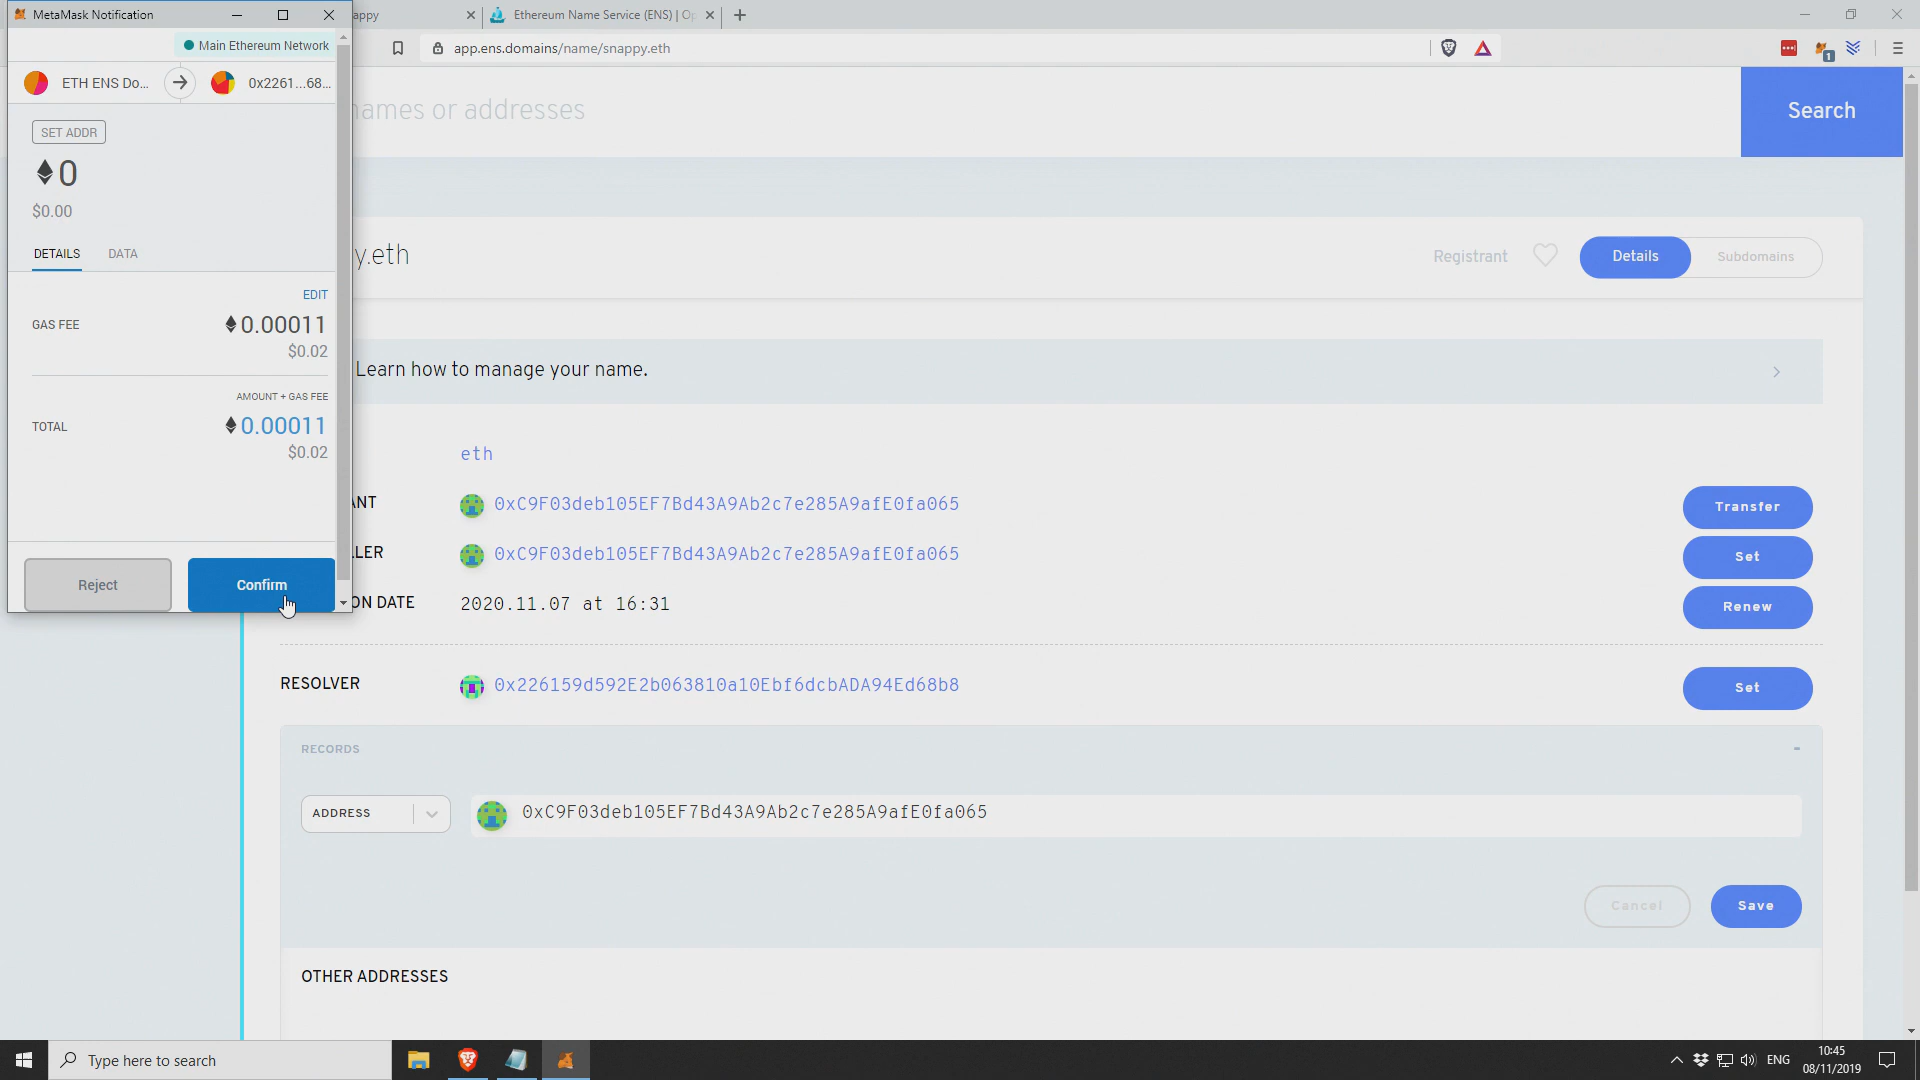 MetaMask Notification
Main Ethereum Network
ETH ENS Do...
0x2261...68...
SET ADDR
0
$0.00
DETAILS
DATA
EDIT
GAS FEE
0.00011
$0.02
AMOUNT + GAS FEE
TOTAL
0.00011
$0.02
Reject
Confirm
appy
Ethereum Name Service (ENS) | Op
app.ens.domains/name/snappy.eth
1
names or addresses
Search
y.eth
Registrant
Details
Subdomains
Learn how to manage your name.
eth
ANT
0xC9F03deb105EF7Bd43A9Ab2c7e285A9afE0fa065
Transfer
LLER
0xC9F03deb105EF7Bd43A9Ab2c7e285A9afE0fa065
Set
ON DATE
2020.11.07 at 16:31
Renew
RESOLVER
0x226159d592E2b063810a10Ebf6dcbADA94Ed68b8
Set
RECORDS
ADDRESS
0xC9F03deb105EF7Bd43A9Ab2c7e285A9afE0fa065
Cancel
Save
OTHER ADDRESSES
Type here to search
ENG
10:45
08/11/2019